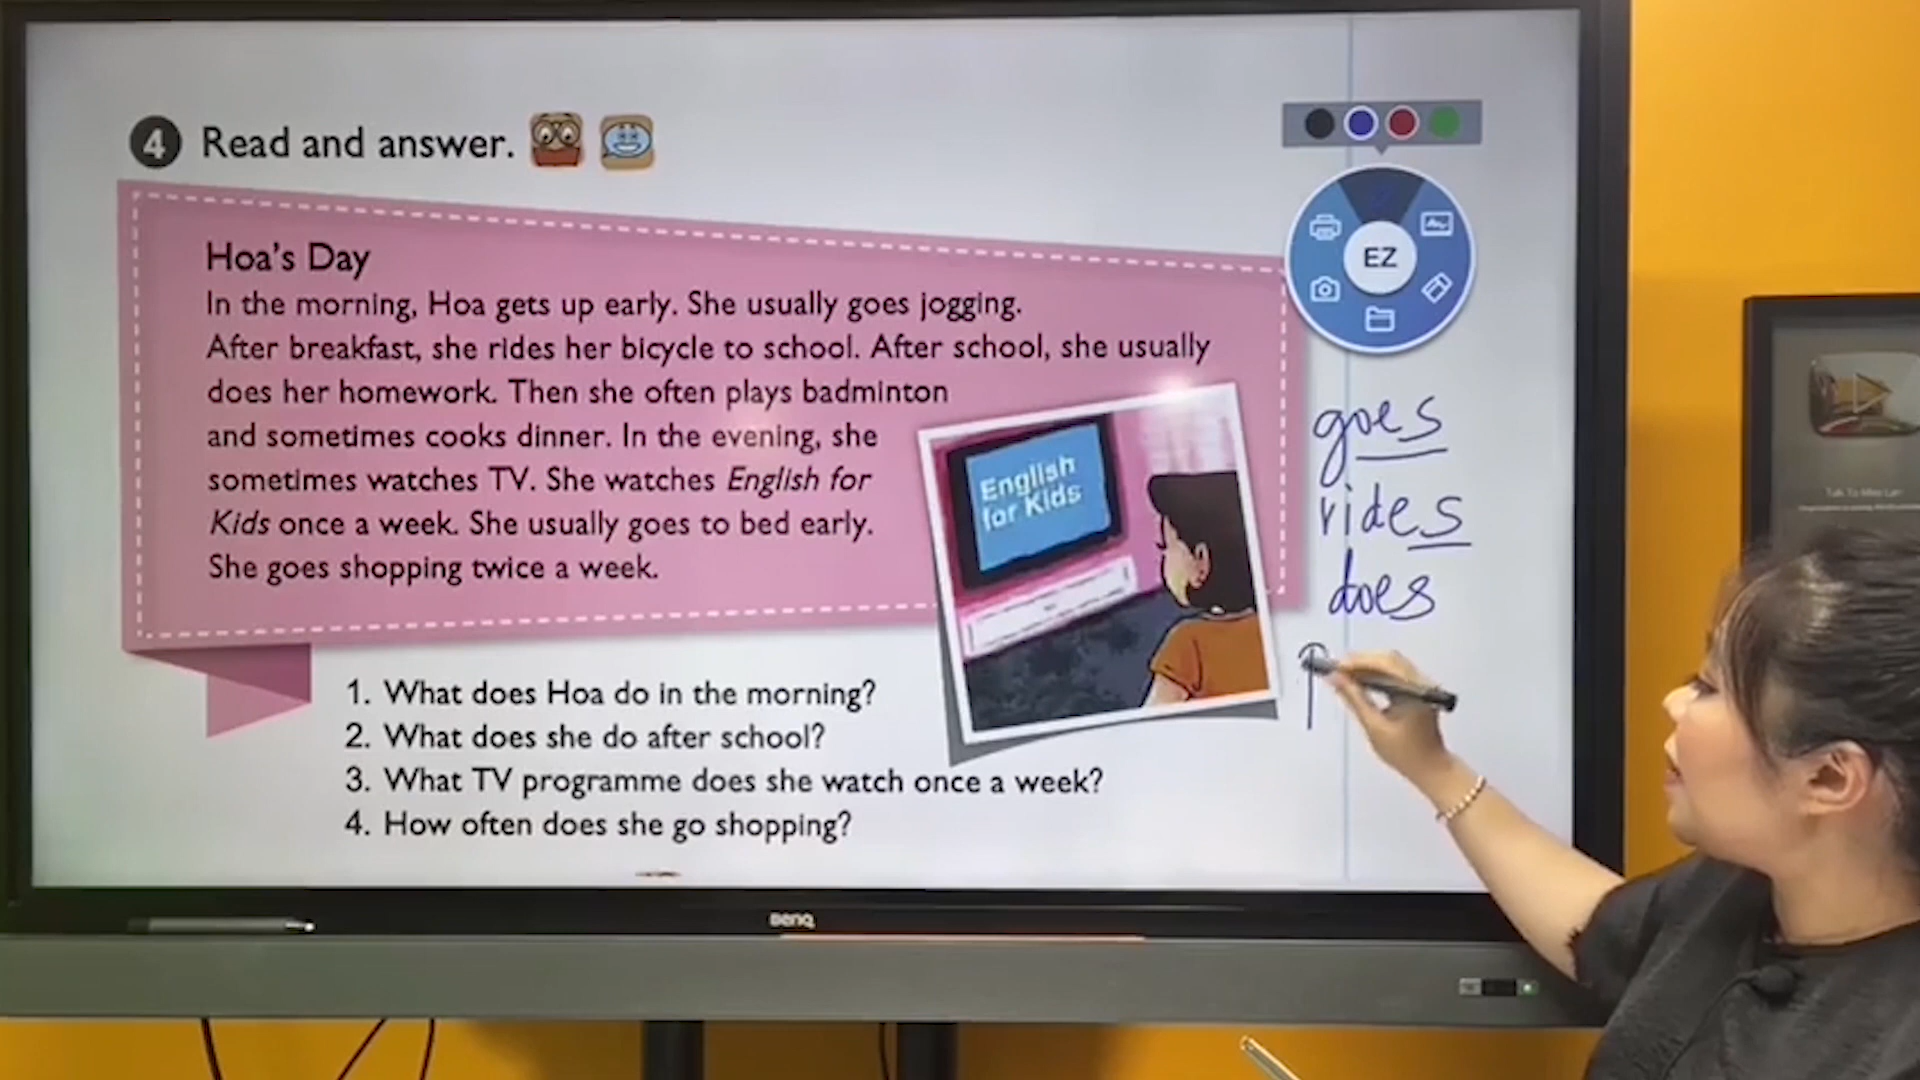 4 Read and answer.
Hoa's Day
In the morning, Hoa gets up early. She usually goes jogging.
After breakfast, she rides her bicycle to school. After school, she usually
does her homework. Then she often plays badminton
and sometimes cooks dinner. In the evening, she
sometimes watches TV. She watches English for
Kids once a week. She usually goes to bed early.
She goes shopping twice a week.
English
for Kids
1. What does Hoa do in the morning?
2. What does she do after school?
3. What TV programme does she watch once a week?
4. How often does she go shopping?
EZ
goes
rides
does
BenQ